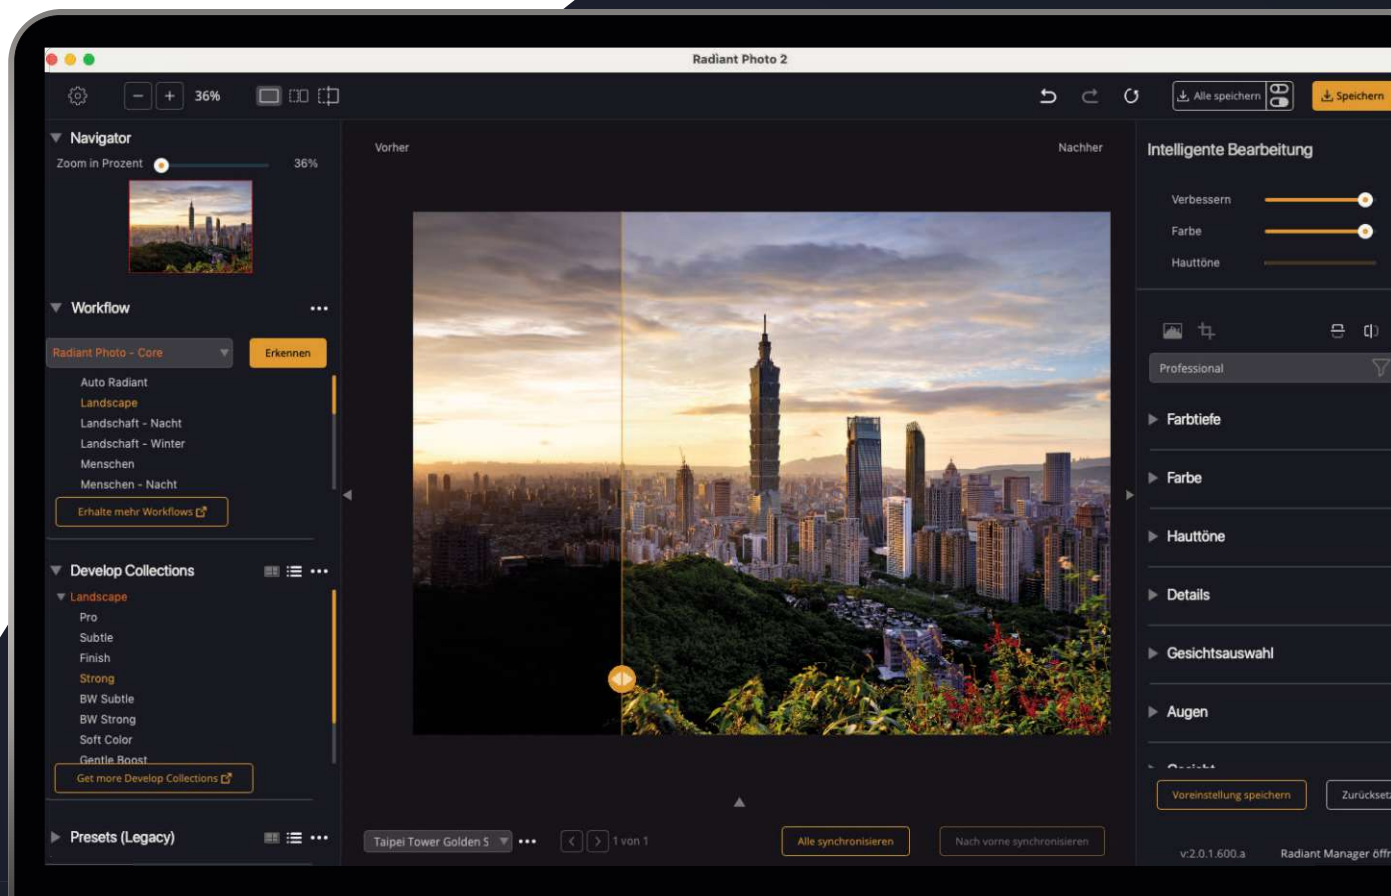 Radiant Photo 2
36%
Alle speichern
Speichern
Navigator
Zoom in Prozent
36%
Workflow
Radiant Photo - Core
Erkennen
Auto Radiant
Landscape
Landschaft - Nacht
Landschaft - Winter
Menschen
Menschen - Nacht
Erhalte mehr Workflows
Develop Collections
Landscape
Pro
Subtle
Finish
Strong
BW Subtle
BW Strong
Soft Color
Gentle Boost
Get more Develop Collections
Presets (Legacy)
Vorher
Nachher
Taipei Tower Golden S
1 von 1
Alle synchronisieren
Nach vorne synchronisieren
Intelligente Bearbeitung
Verbessern
Farbe
Hauttöne
Professional
Farbtiefe
Farbe
Hauttöne
Details
Gesichtsauswahl
Augen
Voreinstellung speichern
Zurücksetz
v:2.0.1.600.a
Radiant Manager öffn